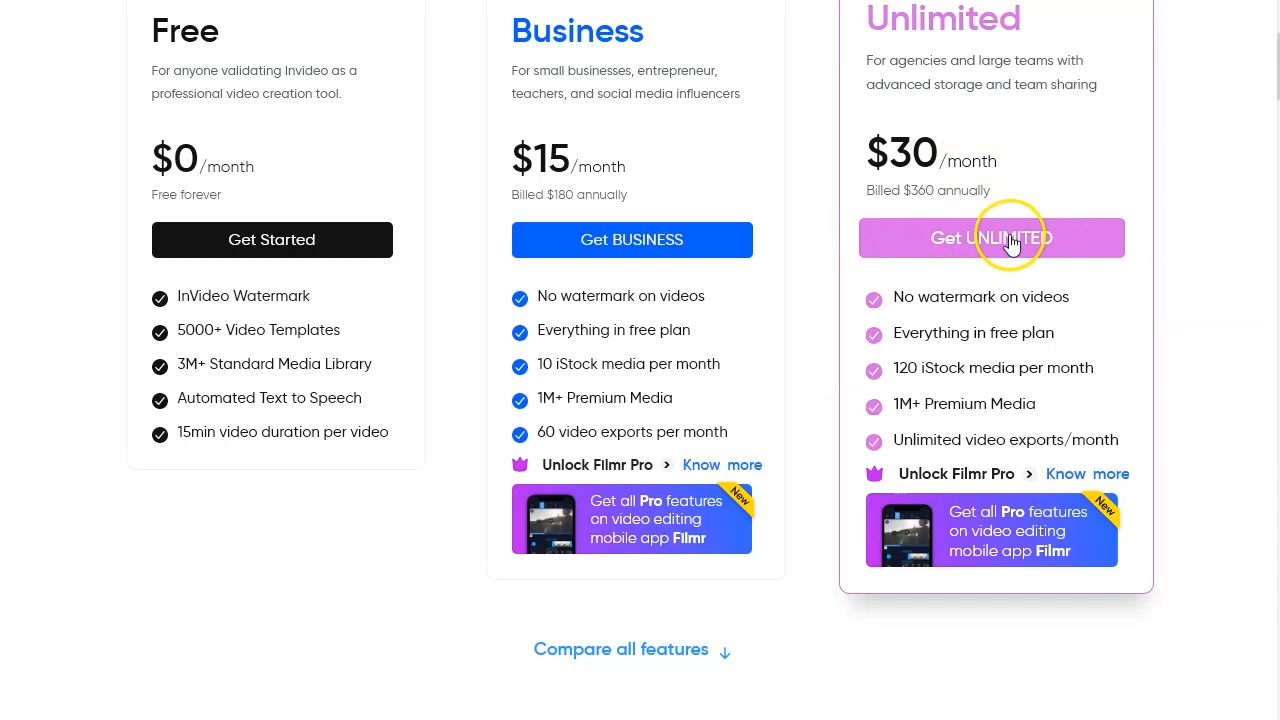 Free
For anyone validating Invideo as a
professional video creation tool.
$0/month
Free forever
Get Started
InVideo Watermark
5000+ Video Templates
3M+ Standard Media Library
Automated Text to Speech
15min video duration per video
Business
For small businesses, entrepreneur,
teachers, and social media influencers
$15/month
Billed $180 annually
Get BUSINESS
No watermark on videos
Everything in free plan
10 iStock media per month
1M+ Premium Media
60 video exports per month
Unlock Filmr Pro > Know more
Get all Pro features
on video editing
mobile app Filmr
New
Unlimited
For agencies and large teams with
advanced storage and team sharing
$30/month
Billed $360 annually
Get UNLIMITED
No watermark on videos
Everything in free plan
120 iStock media per month
1M+ Premium Media
Unlimited video exports/month
Unlock Filmr Pro > Know more
Get all Pro features
on video editing
mobile app Filmr
New
Compare all features ↓